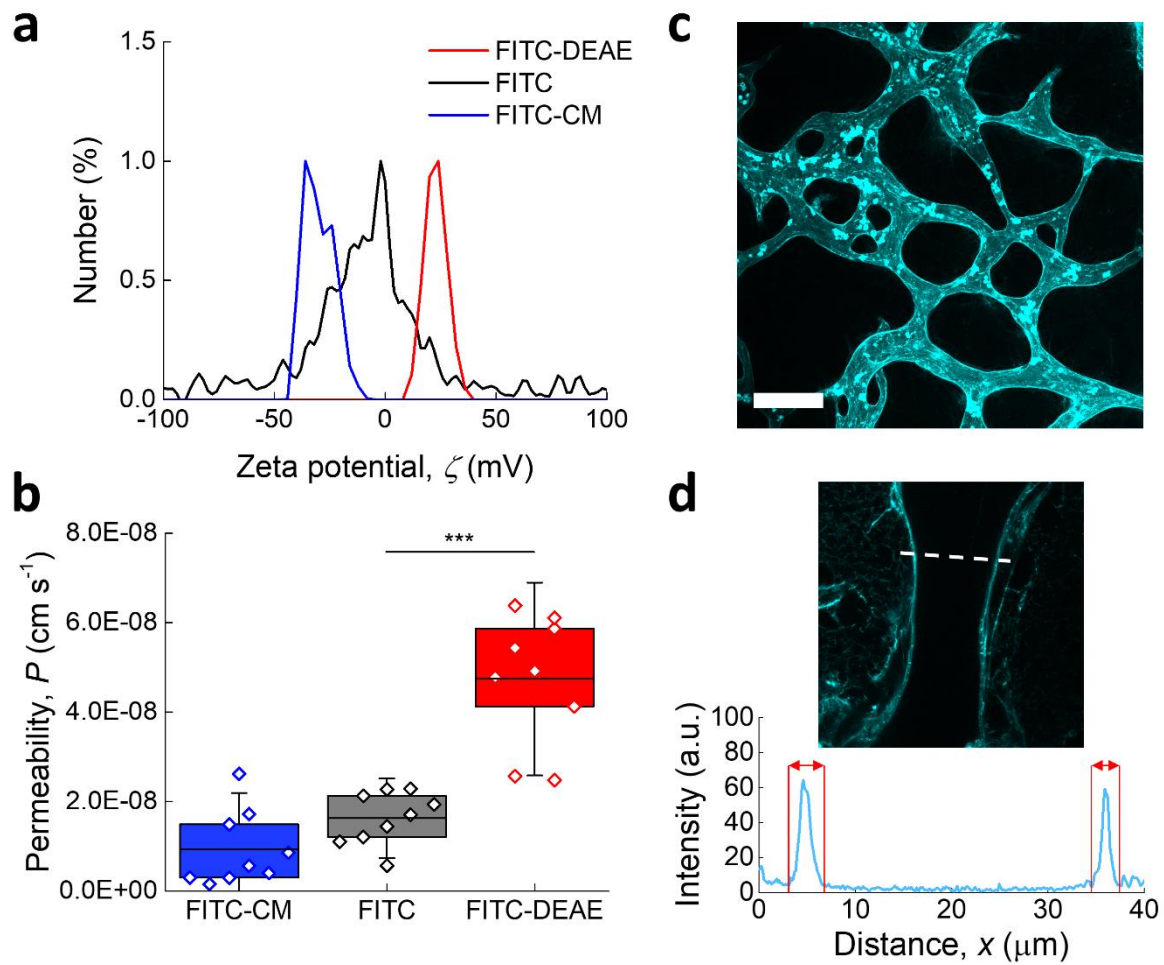 a
1.5
1.0
0.5
0.0
Number (%)
FITC-DEAE
FITC
FITC-CM
-100 -50 0 50 100
Zeta potential, ζ (mV)
b
8.0E-08
6.0E-08
4.0E-08
2.0E-08
0.0E+00
Permeability, P (cm s⁻¹)
***
FITC-CM FITC FITC-DEAE
c
d
100
80
60
40
20
0
Intensity (a.u.)
0 10 20 30 40
Distance, x (μm)